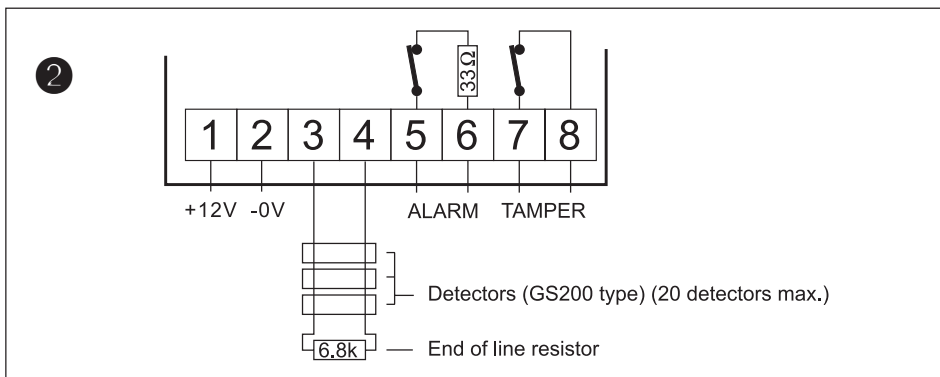 2
33Ω
1 2 3 4 5 6 7 8
+12V -0V ALARM TAMPER
Detectors (GS200 type) (20 detectors max.)
6.8k End of line resistor